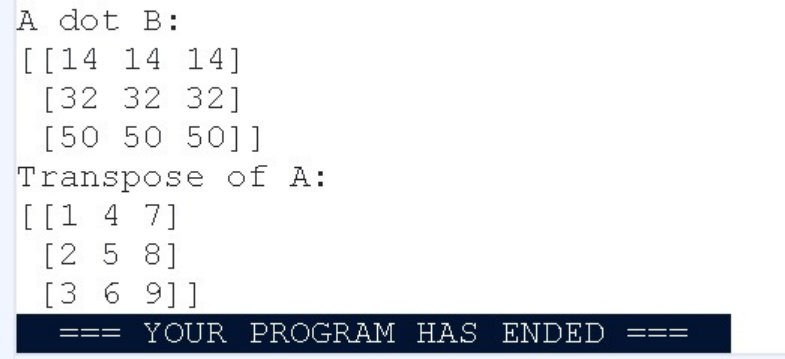 A dot B:
[[14 14 14]
 [32 32 32]
 [50 50 50]]
Transpose of A:
[[1 4 7]
 [2 5 8]
 [3 6 9]]
=== YOUR PROGRAM HAS ENDED ===